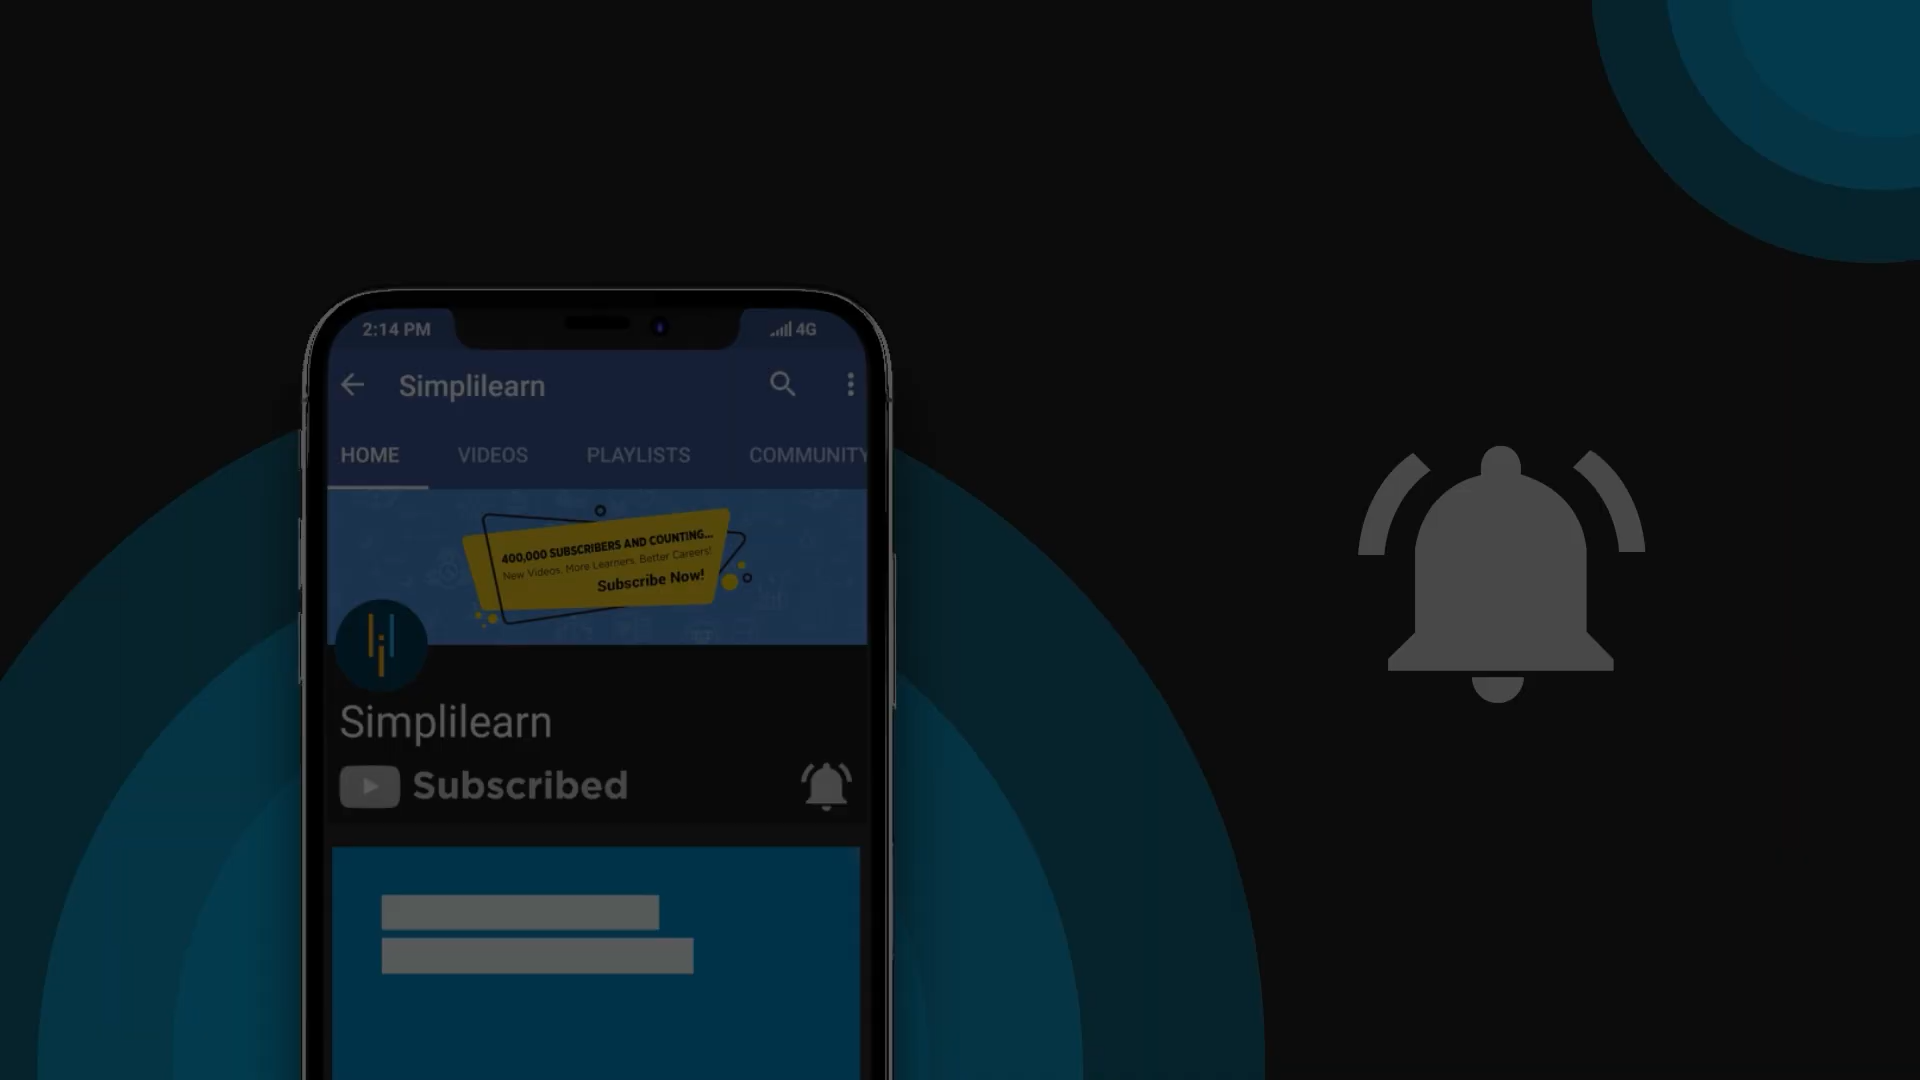 2:14 PM 4G
Simplilearn
HOME VIDEOS PLAYLISTS COMMUNITY
400,000 SUBSCRIBERS AND COUNTING...
New Videos. More Learners. Better Careers!
Subscribe Now!
Simplilearn
Subscribed